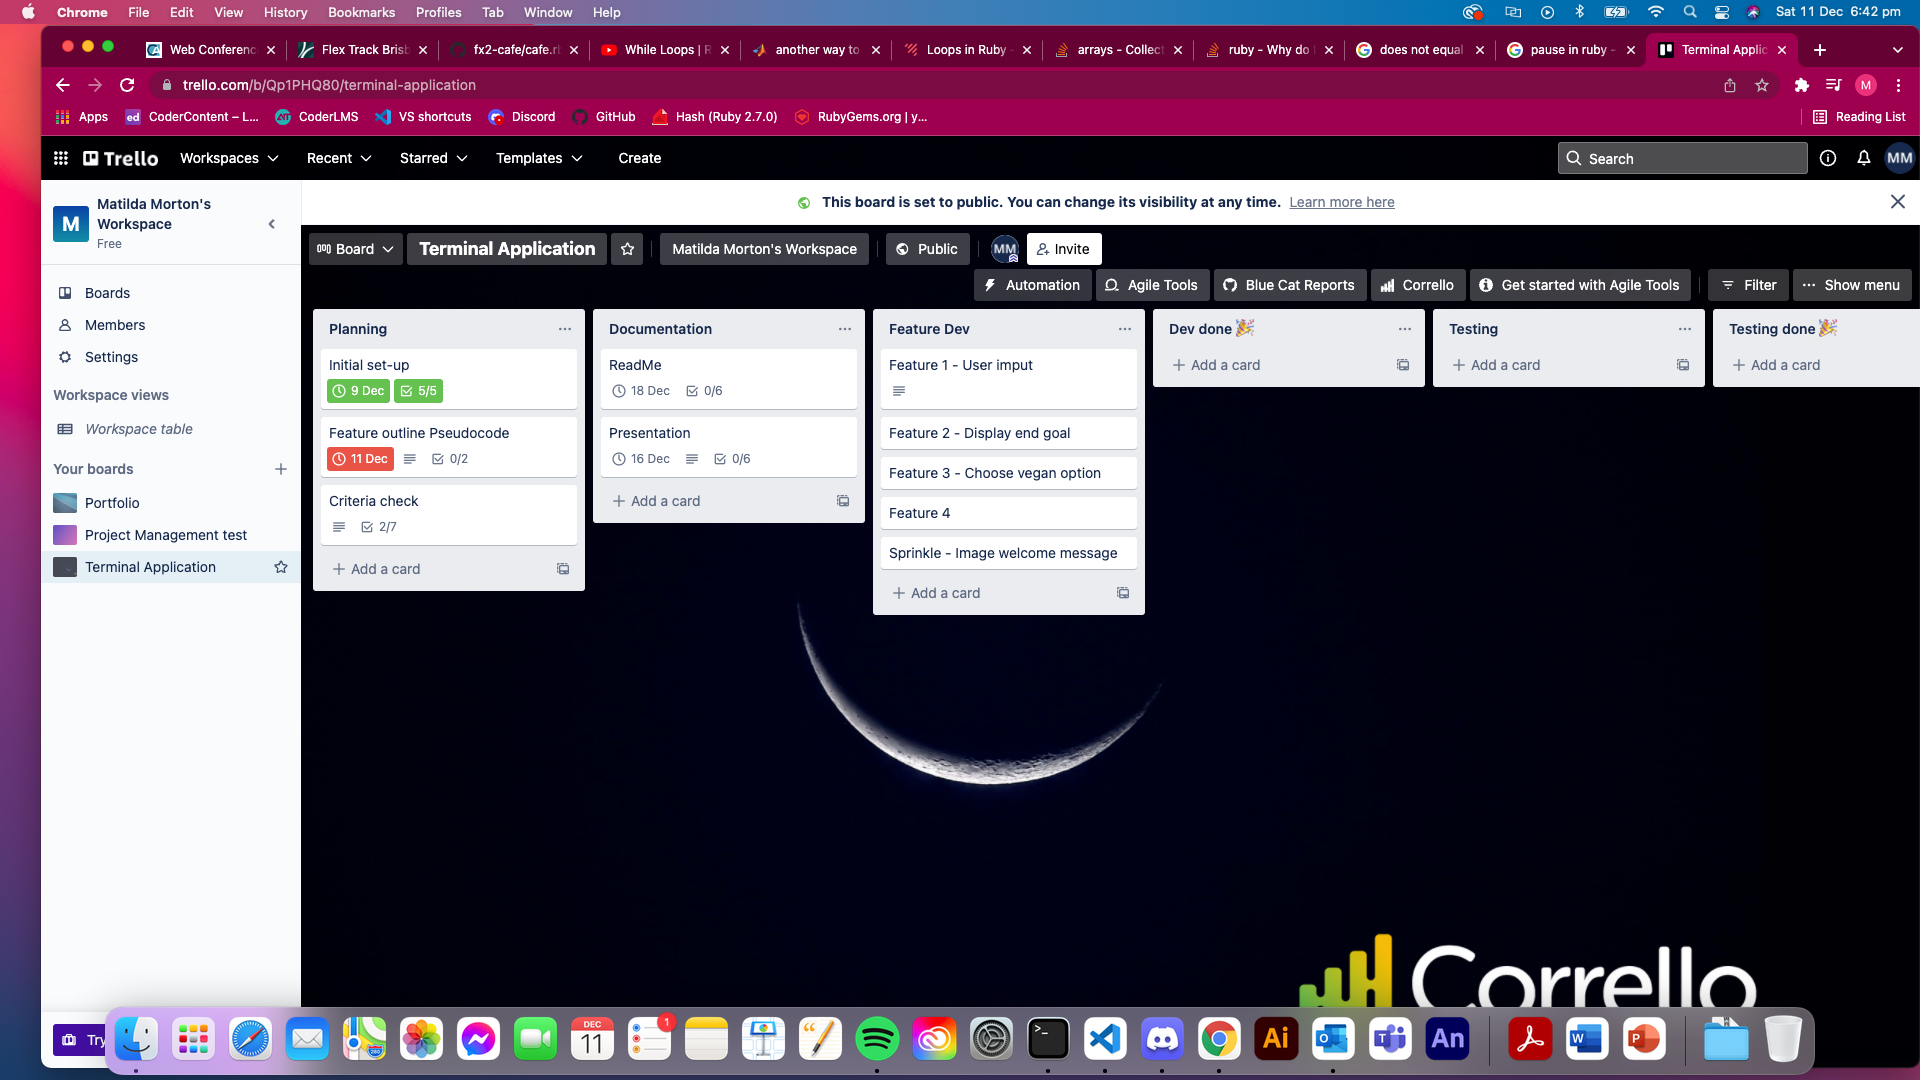 Chrome File Edit View History Bookmarks Profiles Tab Window Help Sat 11 Dec 6:42 pm
Web Conferenc Flex Track Brisb fx2-cafe/cafe.rb While Loops | R another way to Loops in Ruby - arrays - Collect ruby - Why do does not equal pause in ruby - Terminal Applic
trello.com/b/Qp1PHQ80/terminal-application M
Apps ed CoderContent – L... CoderLMS VS shortcuts Discord GitHub Hash (Ruby 2.7.0) RubyGems.org | y... Reading List
Trello Workspaces Recent Starred Templates Create Search MM
M Matilda Morton's
Workspace
Free
This board is set to public. You can change its visibility at any time. Learn more here
Board Terminal Application Matilda Morton's Workspace Public MM Invite
Automation Agile Tools Blue Cat Reports Corrello Get started with Agile Tools Filter Show menu
Boards
Members
Settings
Workspace views
Workspace table
Your boards
Portfolio
Project Management test
Terminal Application
Planning
Initial set-up
9 Dec 5/5
Feature outline Pseudocode
11 Dec 0/2
Criteria check
2/7
Add a card
Documentation
ReadMe
18 Dec 0/6
Presentation
16 Dec 0/6
Add a card
Feature Dev
Feature 1 - User imput
Feature 2 - Display end goal
Feature 3 - Choose vegan option
Feature 4
Sprinkle - Image welcome message
Add a card
Dev done
Add a card
Testing
Add a card
Testing done
Add a card
Corrello
Try
DEC
11
1
280
>_
Ai
An
W
P